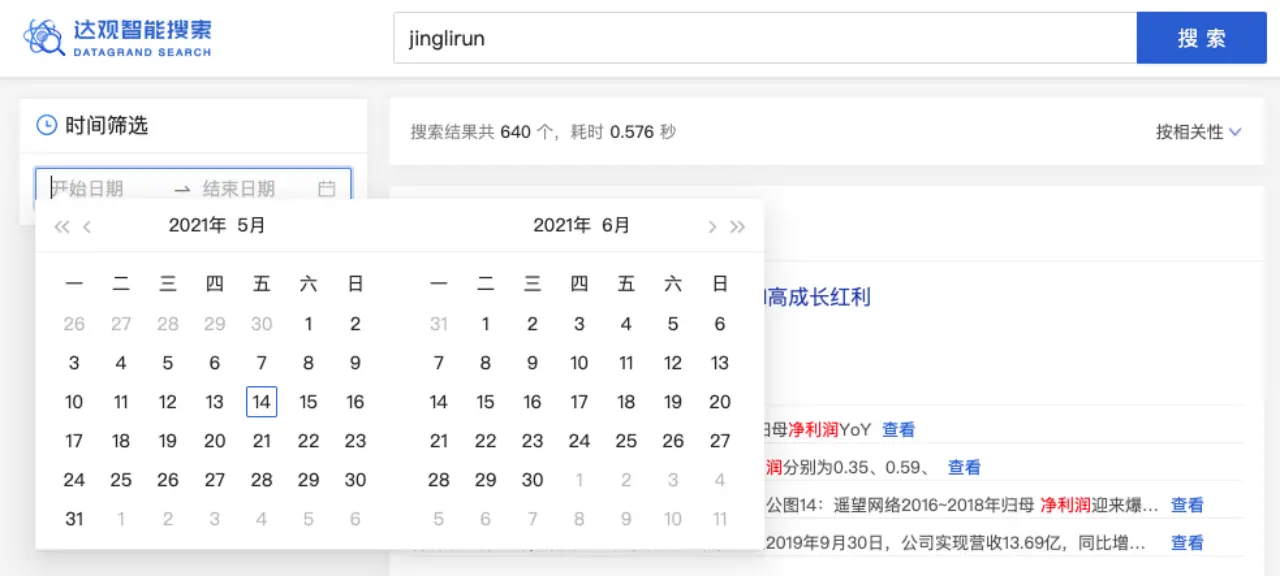 达观智能搜索
DATAGRAND SEARCH
jinglirun
搜 索
时间筛选
开始日期 → 结束日期
搜索结果共 640 个，耗时 0.576 秒
按相关性
2021年 5月
一 二 三 四 五 六 日
26 27 28 29 30 1 2
3 4 5 6 7 8 9
10 11 12 13 14 15 16
17 18 19 20 21 22 23
24 25 26 27 28 29 30
31 1 2 3 4 5 6
2021年 6月
一 二 三 四 五 六 日
31 1 2 3 4 5 6
7 8 9 10 11 12 13
14 15 16 17 18 19 20
21 22 23 24 25 26 27
28 29 30 1 2 3 4
5 6 7 8 9 10 11
高成长红利
归母净利润YoY 查看
润分别为0.35、0.59、 查看
公图14：遥望网络2016~2018年归母 净利润迎来爆... 查看
2019年9月30日，公司实现营收13.69亿，同比增... 查看